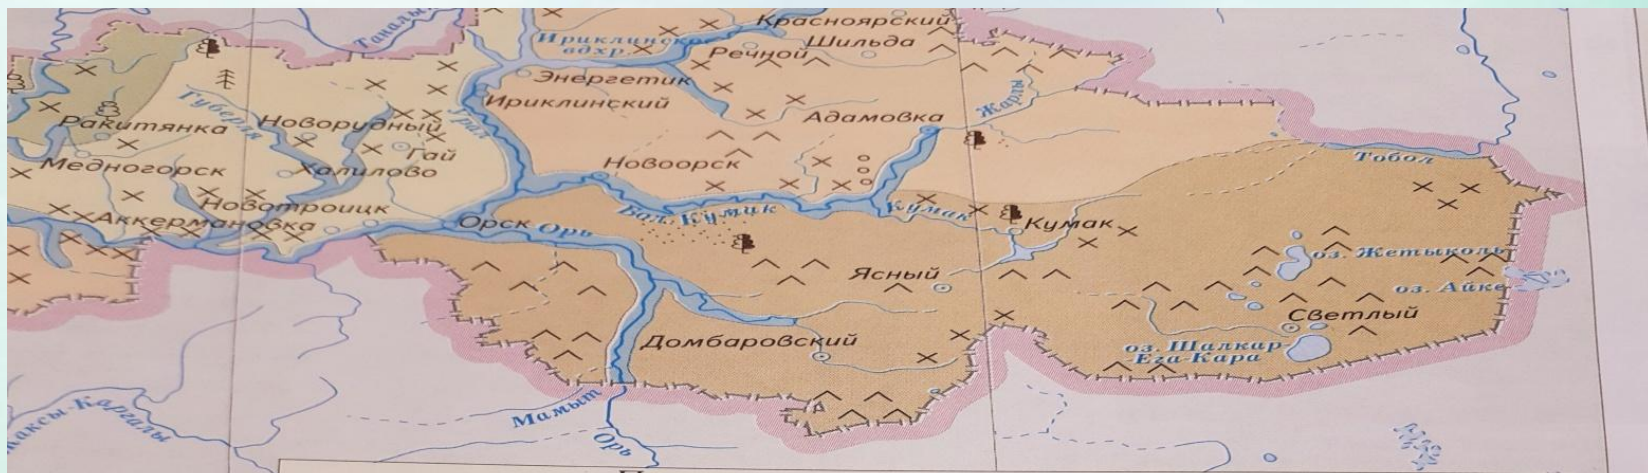 Таналык
Ириклинское
вдхр.
Красноярский
Речной
Шильда
Энергетик
Ириклинский
Урал
Губерля
Жарлы
Ракитянка
Новорудный
Адамовка
Гай
Медногорск
Халилово
Новоорск
Тобол
Новотроицк
Бол. Кумак
Кумак
Аккермановка
Орск
Орь
Кумак
оз. Жетыколь
Ясный
оз. Айке
Светлый
Домбаровский
оз. Шалкар-
Ега-Кара
Мамыт
Каргалы
Орь